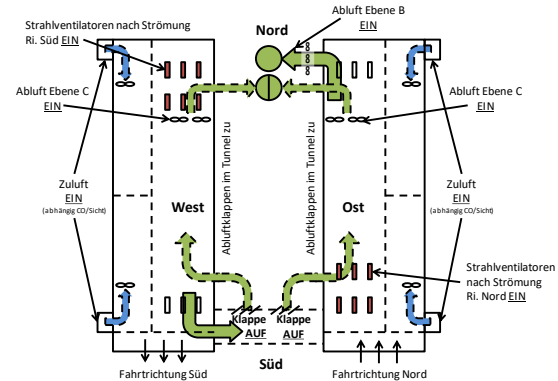 Nord
Abluft Ebene B
EIN
Strahlventilatoren nach Strömung
Ri. Süd EIN
Abluft Ebene C
EIN
Abluft Ebene C
EIN
Abluftklappen im Tunnel zu
Abluftklappen im Tunnel zu
Zuluft
EIN
(abhängig CO/Sicht)
West
Ost
Zuluft
EIN
(abhängig CO/Sicht)
Strahlventilatoren
nach Strömung
Ri. Nord EIN
Klappe
AUF
Klappe
AUF
Süd
Fahrtrichtung Süd
Fahrtrichtung Nord